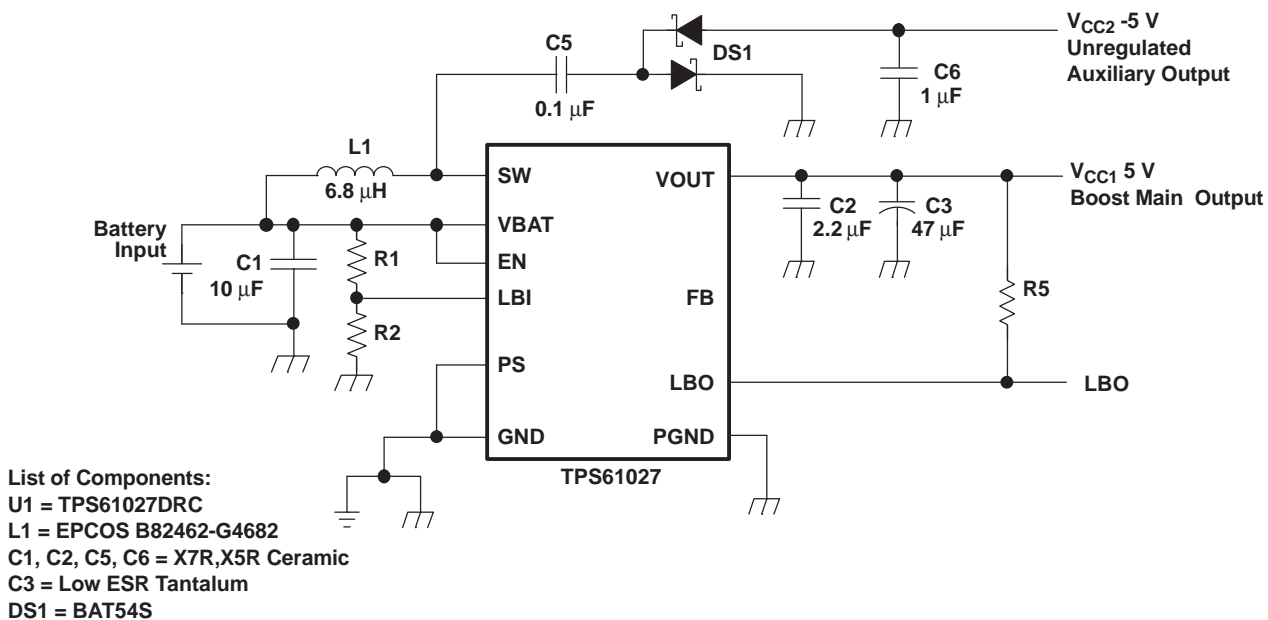 C5
0.1 μF
DS1
C6
1 μF
VCC2 -5 V
Unregulated
Auxiliary Output
L1
6.8 μH
SW
VOUT
VCC1 5 V
Boost Main Output
C2
2.2 μF
C3
47 μF
Battery
Input
VBAT
C1
10 μF
R1
EN
LBI
FB
R5
R2
PS
LBO
LBO
GND
PGND
TPS61027
List of Components:
U1 = TPS61027DRC
L1 = EPCOS B82462-G4682
C1, C2, C5, C6 = X7R,X5R Ceramic
C3 = Low ESR Tantalum
DS1 = BAT54S